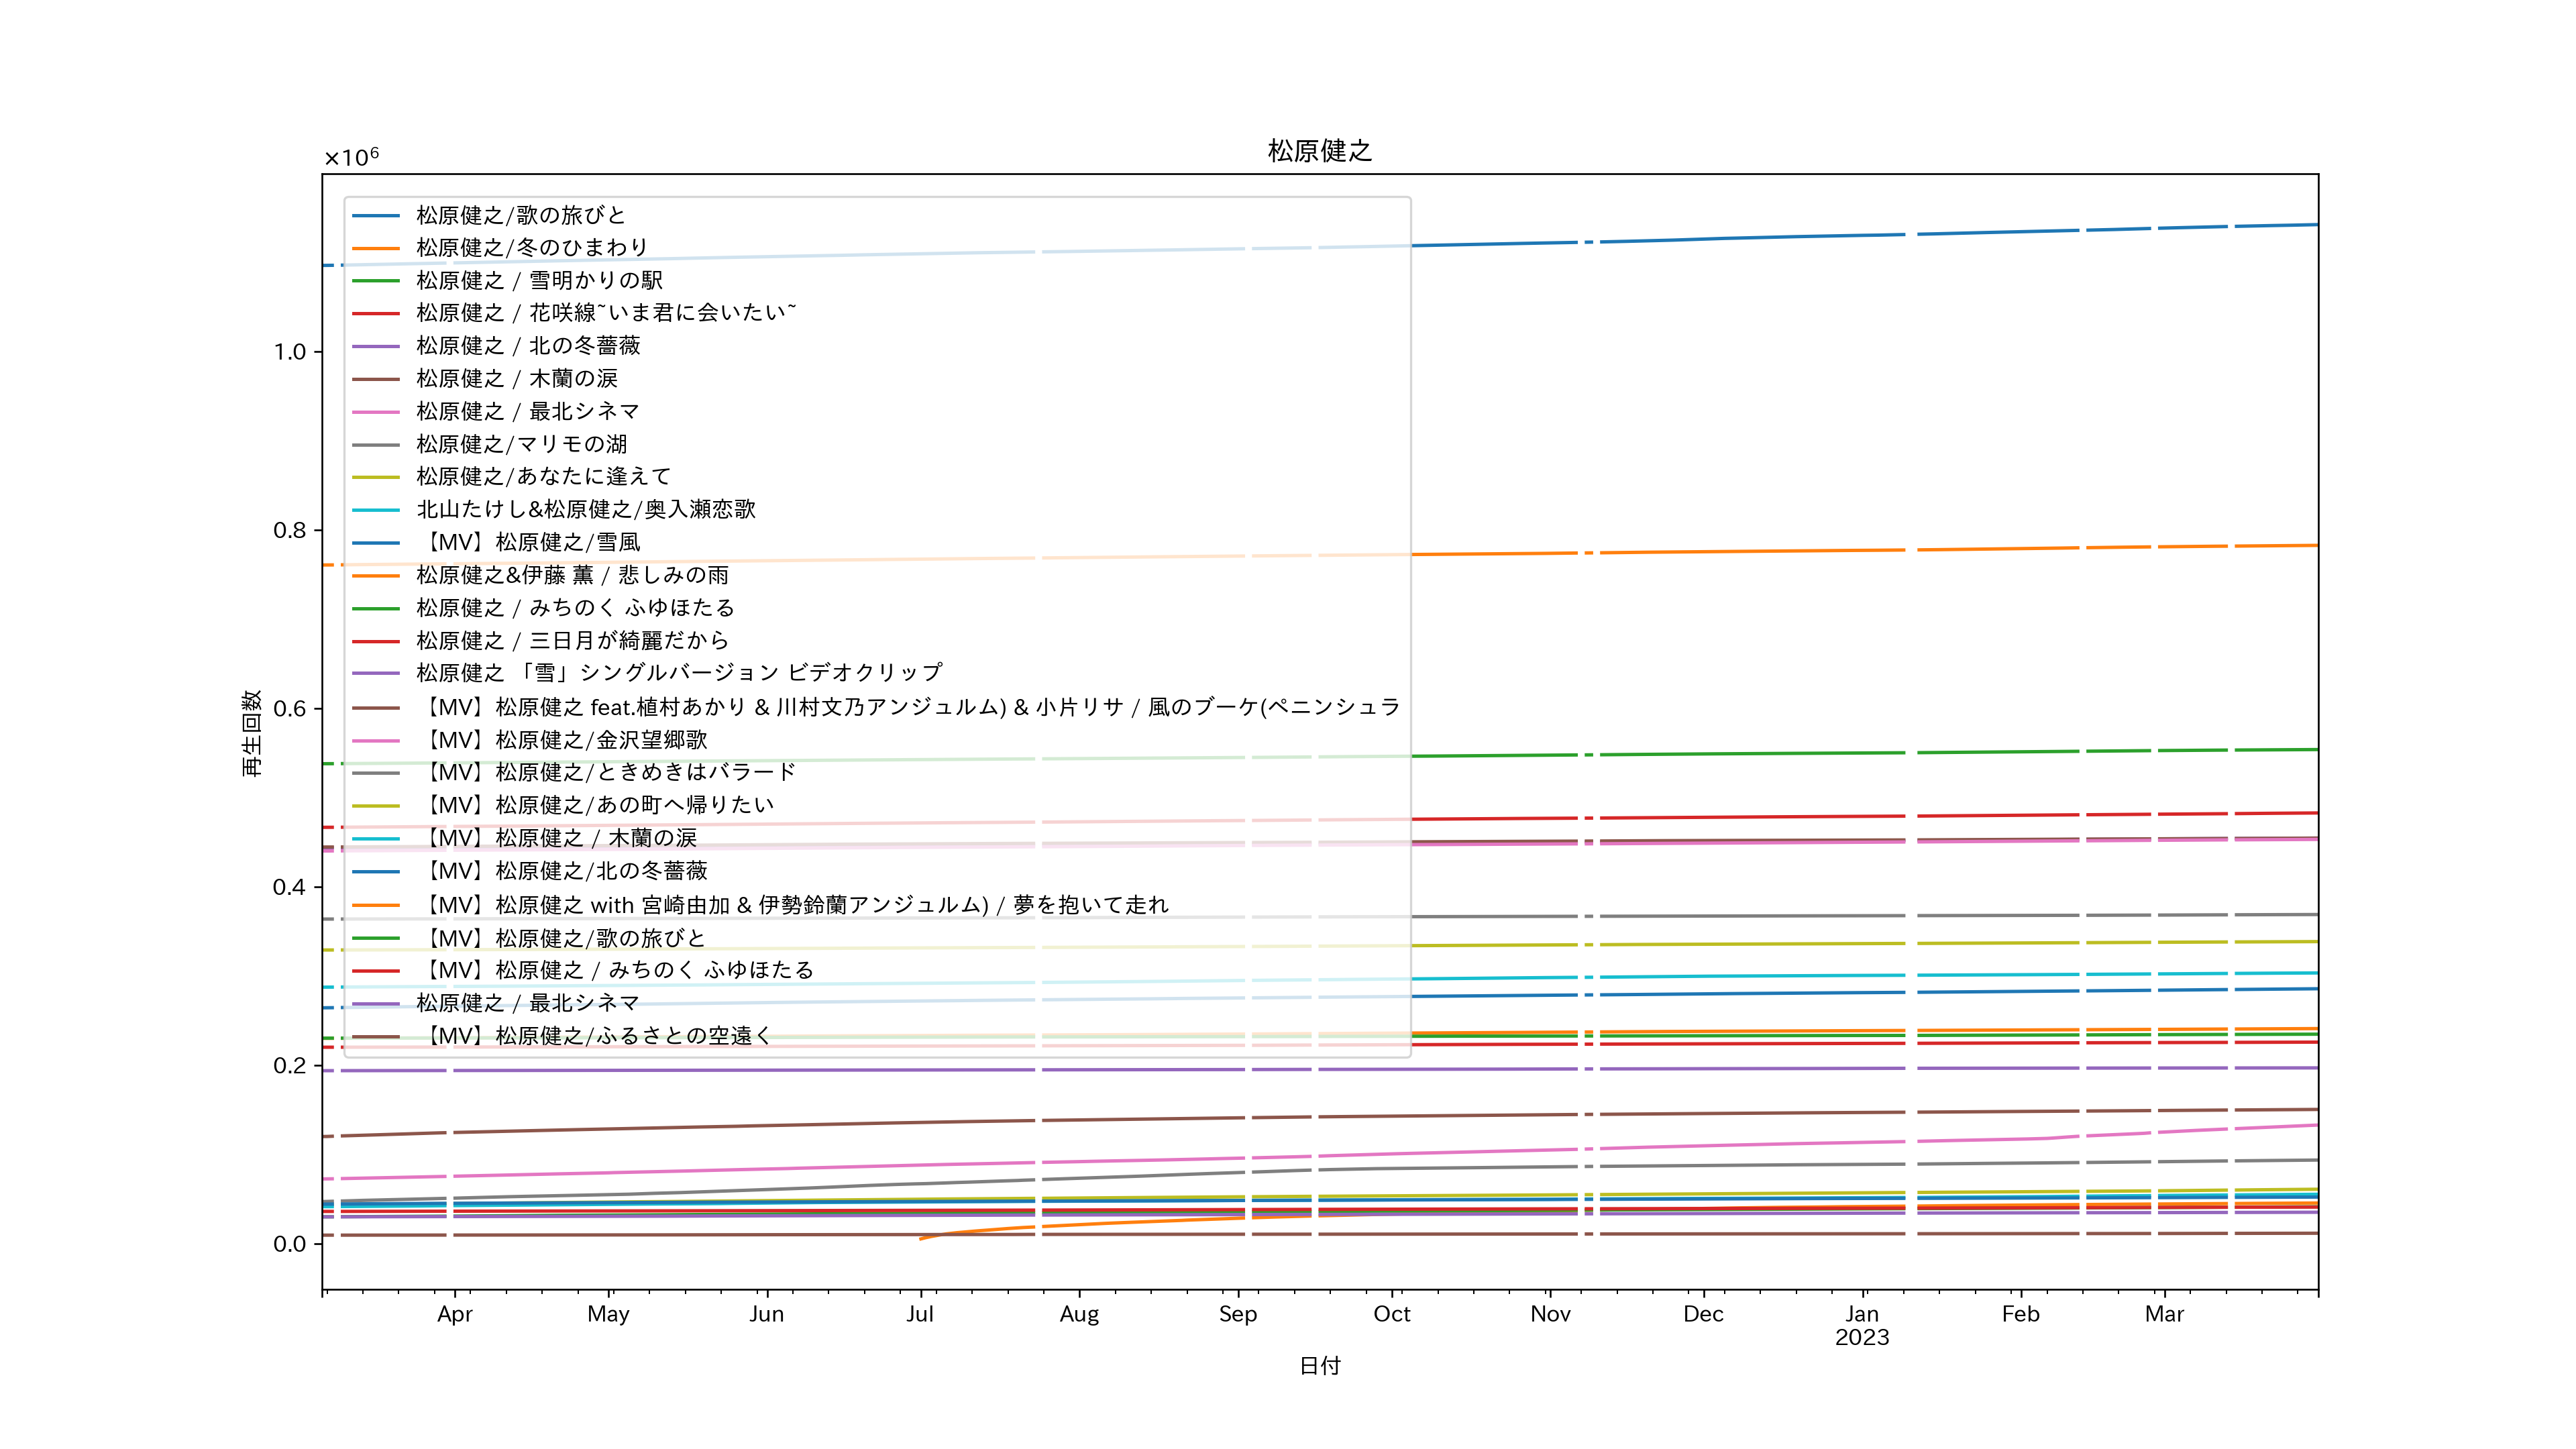 松原健之
×10⁶
松原健之/歌の旅びと
松原健之/冬のひまわり
松原健之 / 雪明かりの駅
松原健之 / 花咲線~いま君に会いたい~
松原健之 / 北の冬薔薇
松原健之 / 木蘭の涙
松原健之 / 最北シネマ
松原健之/マリモの湖
松原健之/あなたに逢えて
北山たけし&松原健之/奥入瀬恋歌
【MV】松原健之/雪風
松原健之&伊藤 薫 / 悲しみの雨
松原健之 / みちのく ふゆほたる
松原健之 / 三日月が綺麗だから
松原健之 「雪」シングルバージョン ビデオクリップ
【MV】松原健之 feat.植村あかり & 川村文乃アンジュルム) & 小片リサ / 風のブーケ(ペニンシュラ
【MV】松原健之/金沢望郷歌
【MV】松原健之/ときめきはバラード
【MV】松原健之/あの町へ帰りたい
【MV】松原健之 / 木蘭の涙
【MV】松原健之/北の冬薔薇
【MV】松原健之 with 宮崎由加 & 伊勢鈴蘭アンジュルム) / 夢を抱いて走れ
【MV】松原健之/歌の旅びと
【MV】松原健之 / みちのく ふゆほたる
松原健之 / 最北シネマ
【MV】松原健之/ふるさとの空遠く
1.0
0.8
0.6
0.4
0.2
0.0
再生回数
Apr May Jun Jul Aug Sep Oct Nov Dec Jan Feb Mar
2023
日付